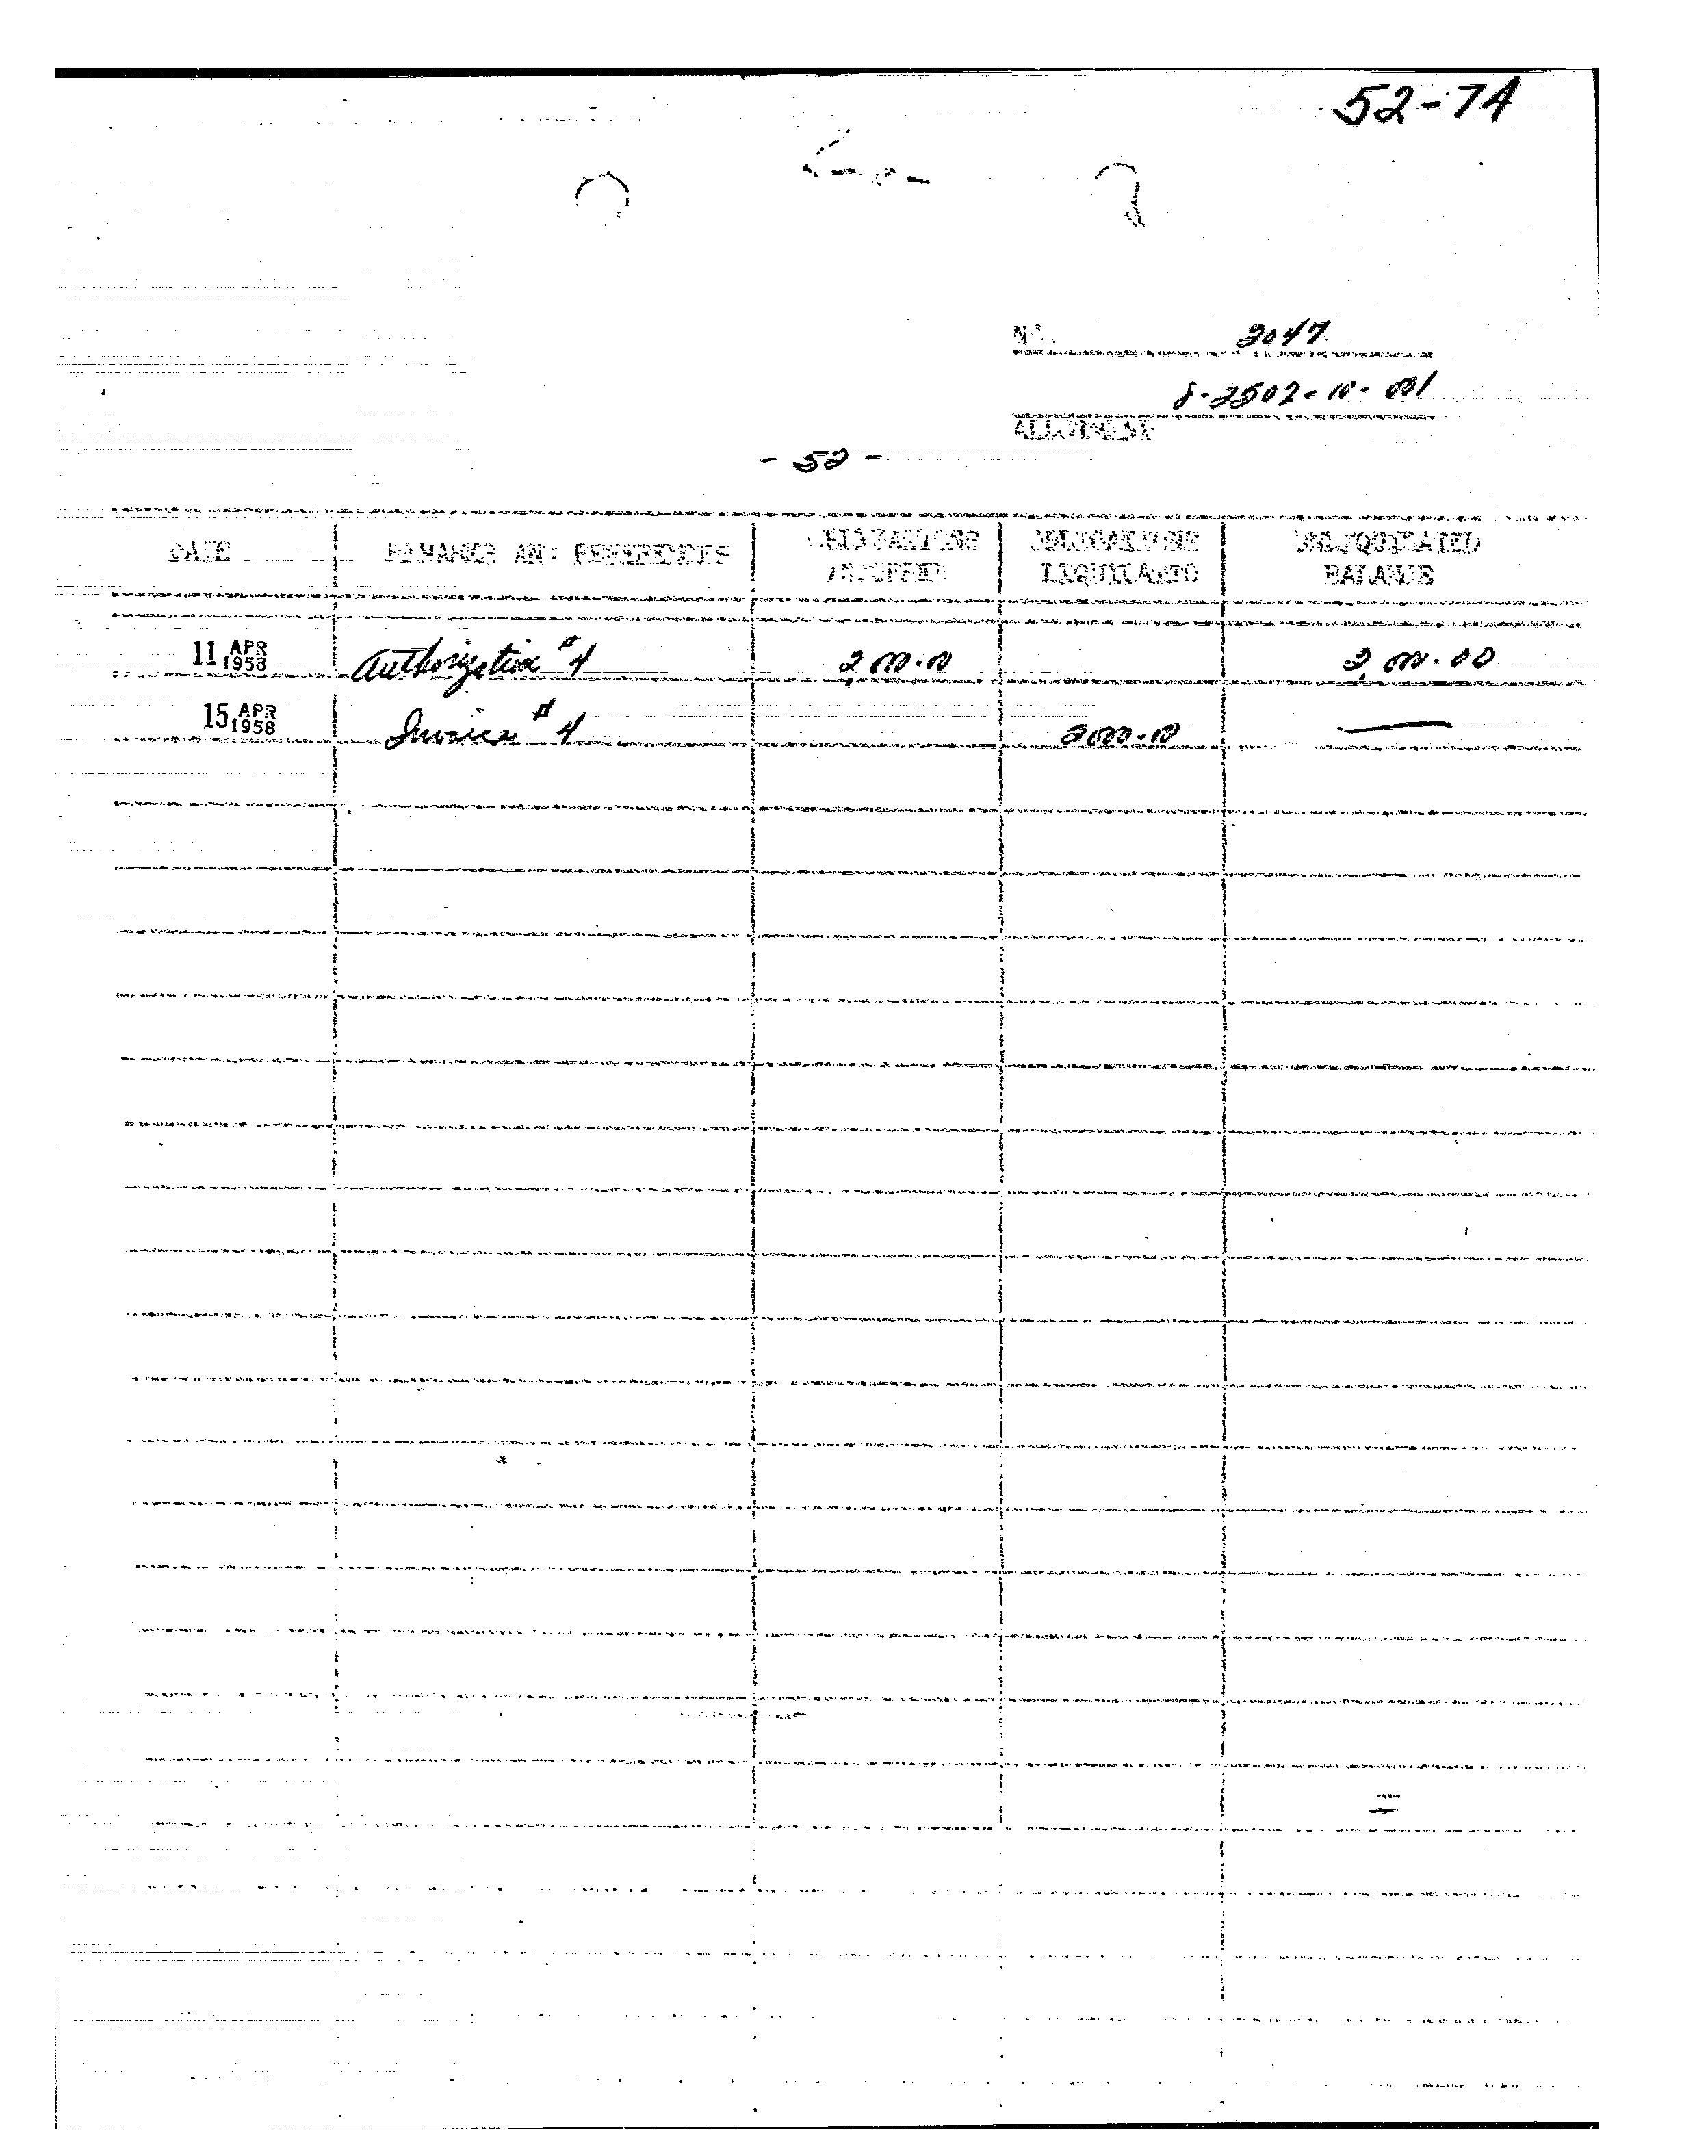 52-74
No. 2047
8-2502-10-001
ALLOTMENT
- 52 -
DATE REMARKS AND REFERENCES OBLIGATIONS INCURRED OBLIGATIONS LIQUIDATED UNLIQUIDATED BALANCE
11 APR 1958 Authorization #4 2,000.00 2,000.00
15 APR 1958 Invoice #4 2000.00 —